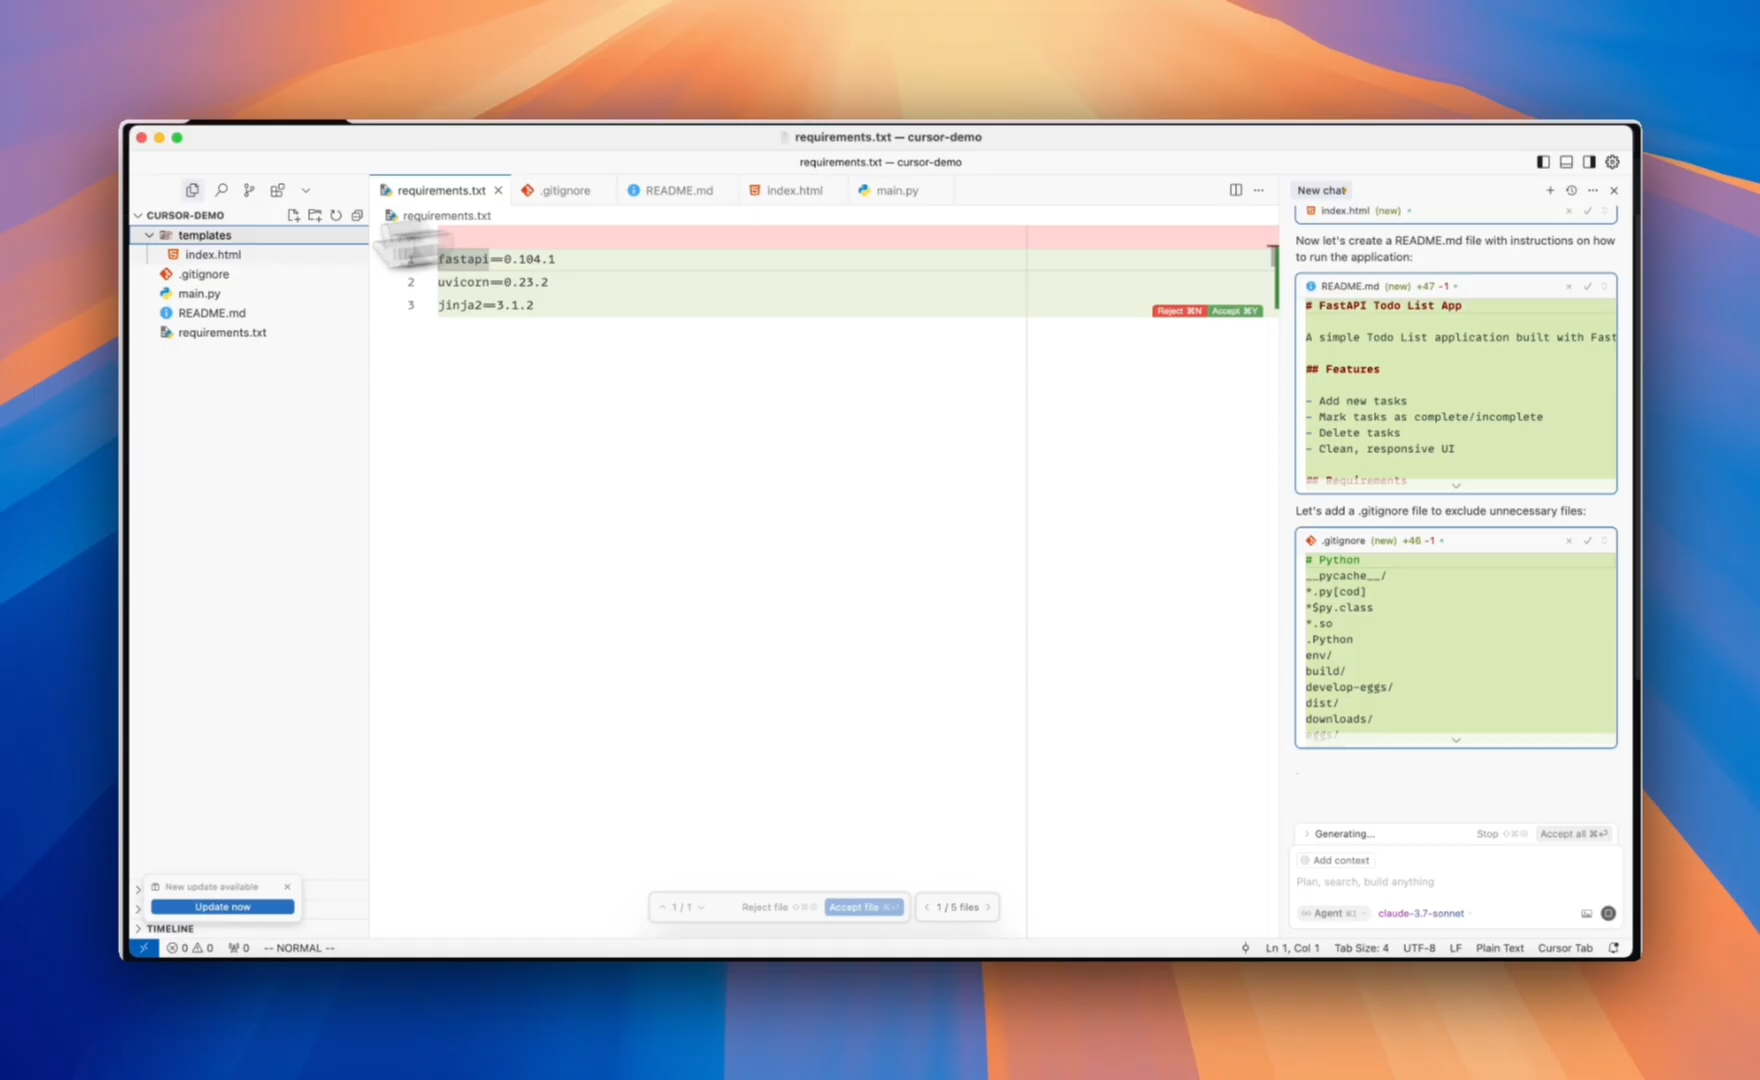 requirements.txt — cursor-demo
requirements.txt — cursor-demo
CURSOR-DEMO
templates
index.html
.gitignore
main.py
README.md
requirements.txt
New update available
Update now
TIMELINE
requirements.txt
.gitignore
README.md
index.html
main.py
requirements.txt
fastapi==0.104.1
2 uvicorn==0.23.2
3 jinja2==3.1.2
Reject ⌘N Accept ⌘Y
1 / 1
Reject file
Accept file
1 / 5 files
New chat
index.html (new)
Now let's create a README.md file with instructions on how
to run the application:
README.md (new) +47 -1
# FastAPI Todo List App
A simple Todo List application built with Fast
## Features
- Add new tasks
- Mark tasks as complete/incomplete
- Delete tasks
- Clean, responsive UI
## Requirements
Let's add a .gitignore file to exclude unnecessary files:
.gitignore (new) +46 -1
# Python
__pycache__/
*.py[cod]
*$py.class
*.so
.Python
env/
build/
develop-eggs/
dist/
downloads/
eggs/
Generating...
Stop
Accept all
Add context
Plan, search, build anything
Agent ⌘I
claude-3.7-sonnet
0 0 0 -- NORMAL --
Ln 1, Col 1 Tab Size: 4 UTF-8 LF Plain Text Cursor Tab